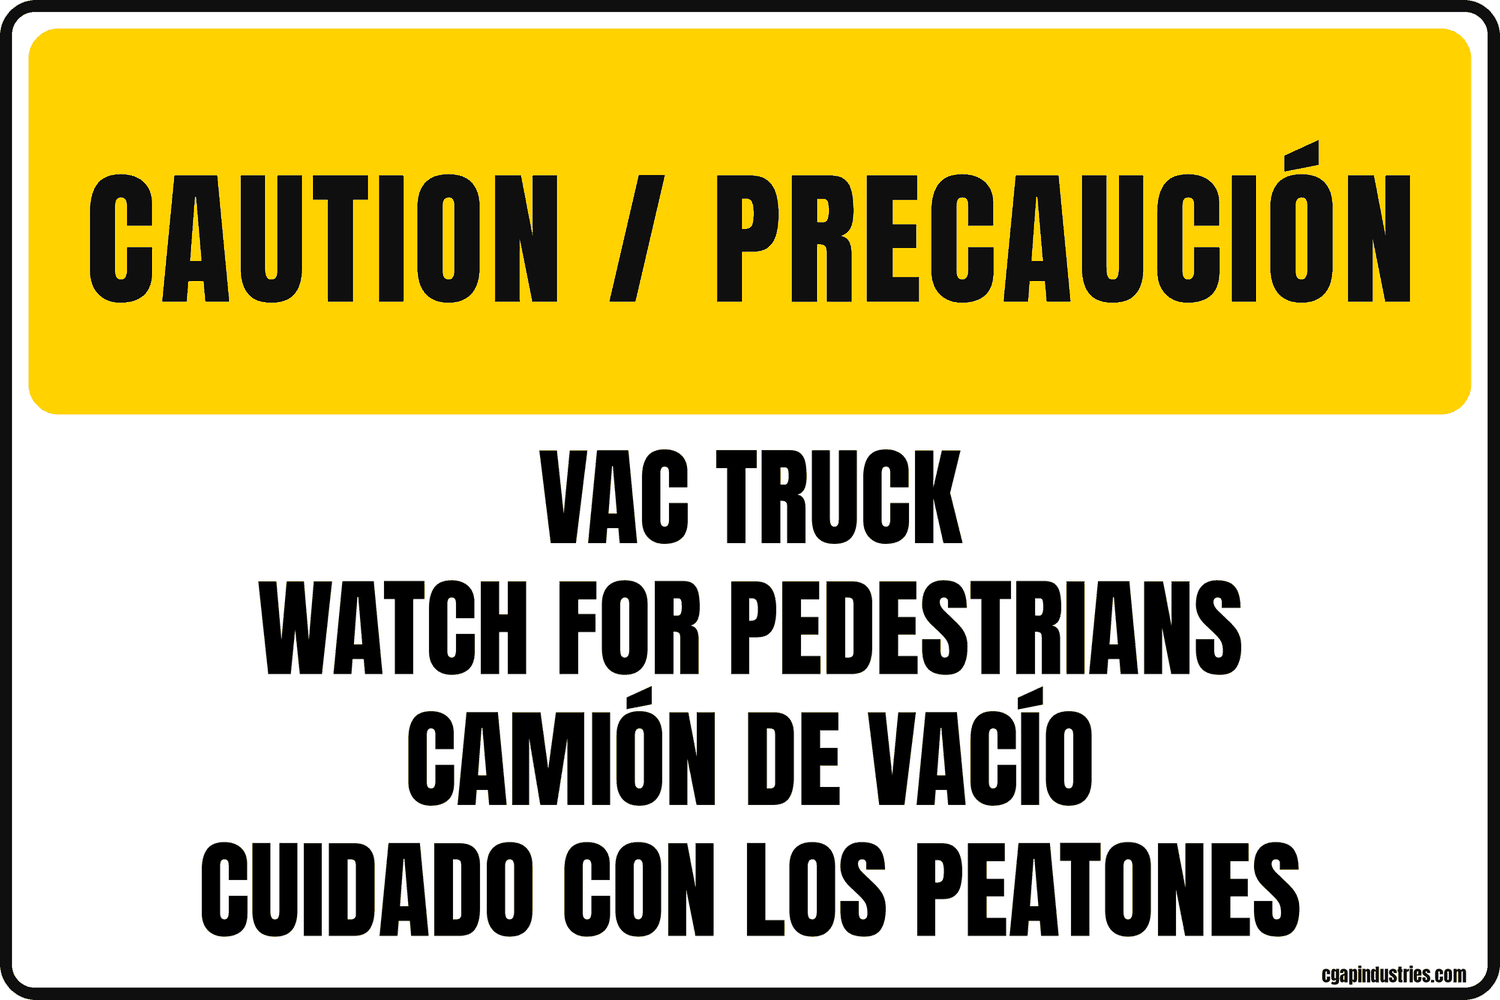 CAUTION / PRECAUCIÓN
VAC TRUCK
WATCH FOR PEDESTRIANS
CAMIÓN DE VACÍO
CUIDADO CON LOS PEATONES
cgapindustries.com